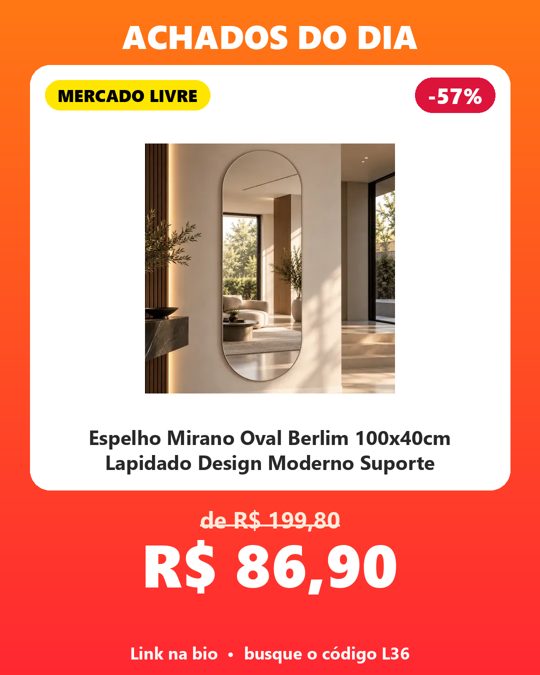 ACHADOS DO DIA
MERCADO LIVRE
-57%
Espelho Mirano Oval Berlim 100x40cm
Lapidado Design Moderno Suporte
de R$ 199,80
R$ 86,90
Link na bio • busque o código L36